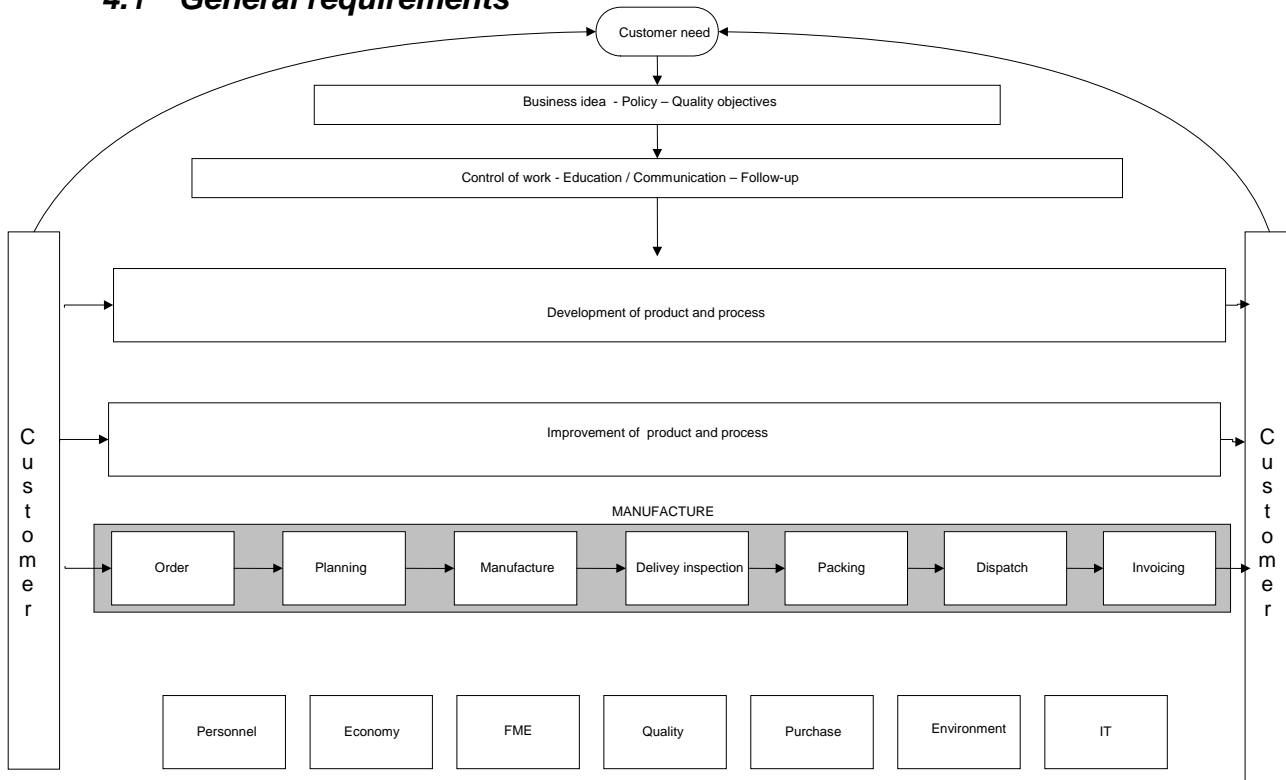 4.1 General requirements
Customer need
Business idea - Policy – Quality objectives
Control of work - Education / Communication – Follow-up
Customer
Development of product and process
Improvement of product and process
MANUFACTURE
Order
Planning
Manufacture
Delivey inspection
Packing
Dispatch
Invoicing
Customer
Personnel
Economy
FME
Quality
Purchase
Environment
IT